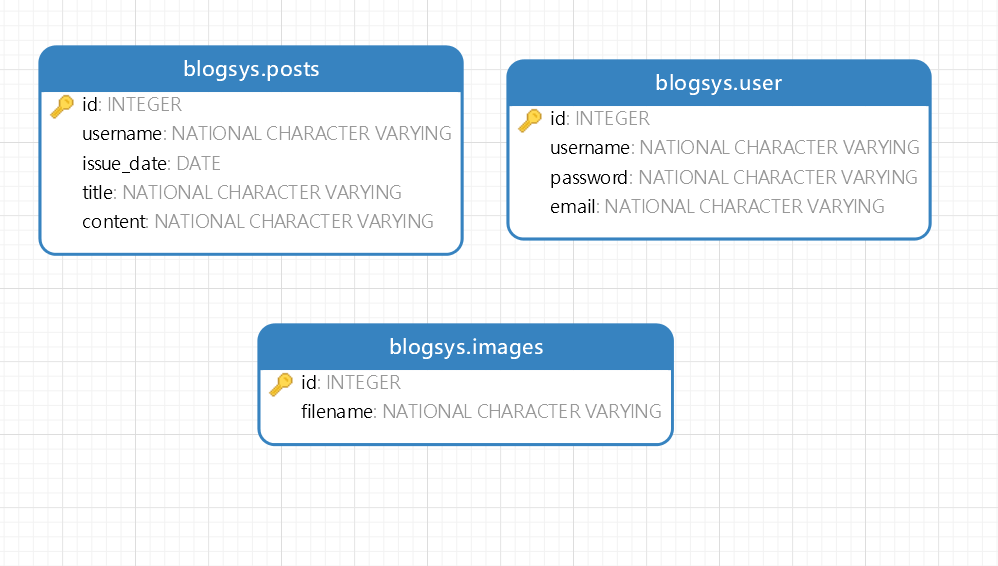 blogsys.posts
id: INTEGER
username: NATIONAL CHARACTER VARYING
issue_date: DATE
title: NATIONAL CHARACTER VARYING
content: NATIONAL CHARACTER VARYING
blogsys.user
id: INTEGER
username: NATIONAL CHARACTER VARYING
password: NATIONAL CHARACTER VARYING
email: NATIONAL CHARACTER VARYING
blogsys.images
id: INTEGER
filename: NATIONAL CHARACTER VARYING